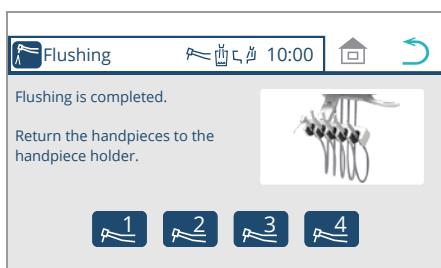 Flushing 10:00
Flushing is completed.
Return the handpieces to the
handpiece holder.
1 2 3 4